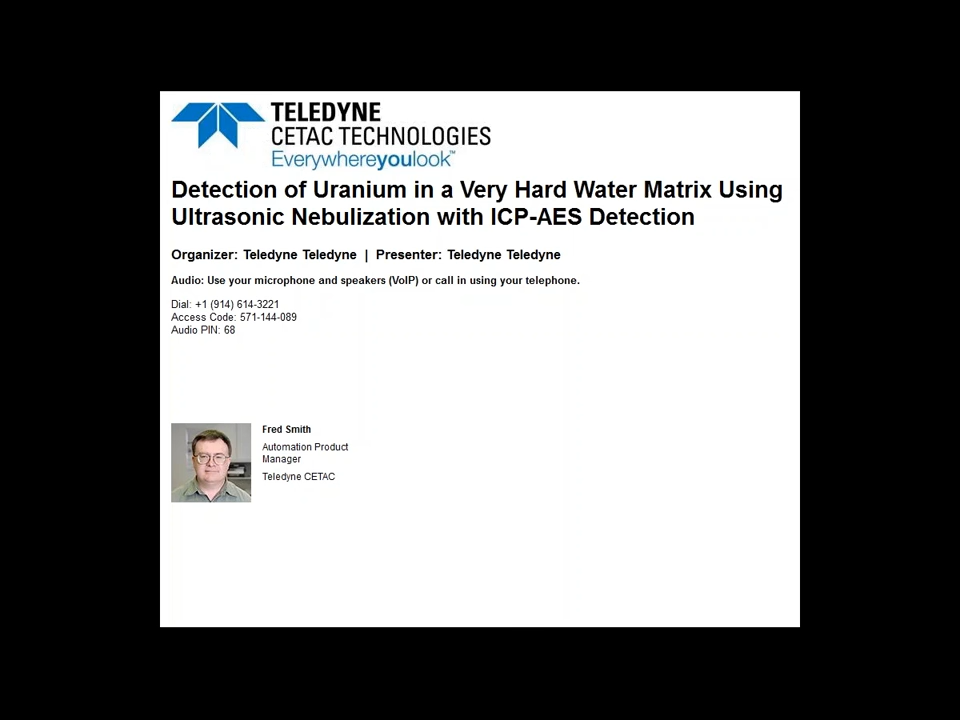 TELEDYNE
CETAC TECHNOLOGIES
Everywhereyoulook™
Detection of Uranium in a Very Hard Water Matrix Using
Ultrasonic Nebulization with ICP-AES Detection
Organizer: Teledyne Teledyne | Presenter: Teledyne Teledyne
Audio: Use your microphone and speakers (VoIP) or call in using your telephone.
Dial: +1 (914) 614-3221
Access Code: 571-144-089
Audio PIN: 68
Fred Smith
Automation Product
Manager
Teledyne CETAC